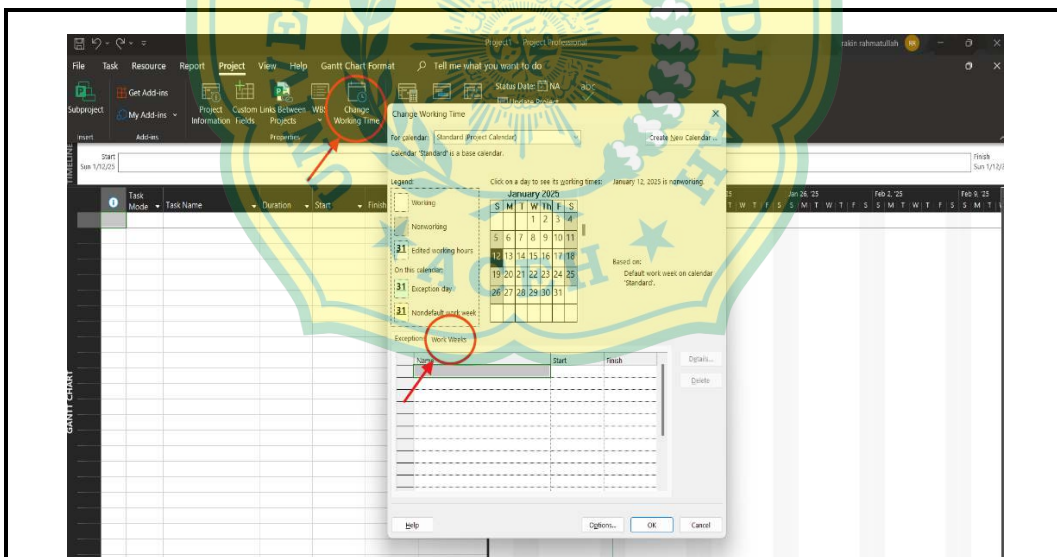 Project1 - Project Professional
rakin rahmatullah
File Task Resource Report Project View Help Gantt Chart Format Tell me what you want to do
Subproject
Get Add-ins
My Add-ins
Project Information
Custom Fields
Links Between Projects
WBS
Change Working Time
Status Date: NA
Update Project
abc
Insert
Add-ins
Properties
TIMELINE
Start
Sun 1/12/25
Finish
Task Mode
Task Name
Duration
Start
Finish
Jan 26, '25
Feb 2, '25
Feb 9, '25
GANTT CHART
Change Working Time
For calendar: Standard (Project Calendar)
Create New Calendar ...
Calendar 'Standard' is a base calendar.
Legend:
Working
Nonworking
31 Edited working hours
On this calendar:
31 Exception day
31 Nondefault work week
Click on a day to see its working times:
January 2025
S M T W Th F S
1 2 3 4
5 6 7 8 9 10 11
12 13 14 15 16 17 18
19 20 21 22 23 24 25
26 27 28 29 30 31
January 12, 2025 is nonworking.
Based on:
Default work week on calendar
'Standard'.
Exceptions Work Weeks
Name Start Finish
Details...
Delete
Help
Options...
OK
Cancel
ACEH